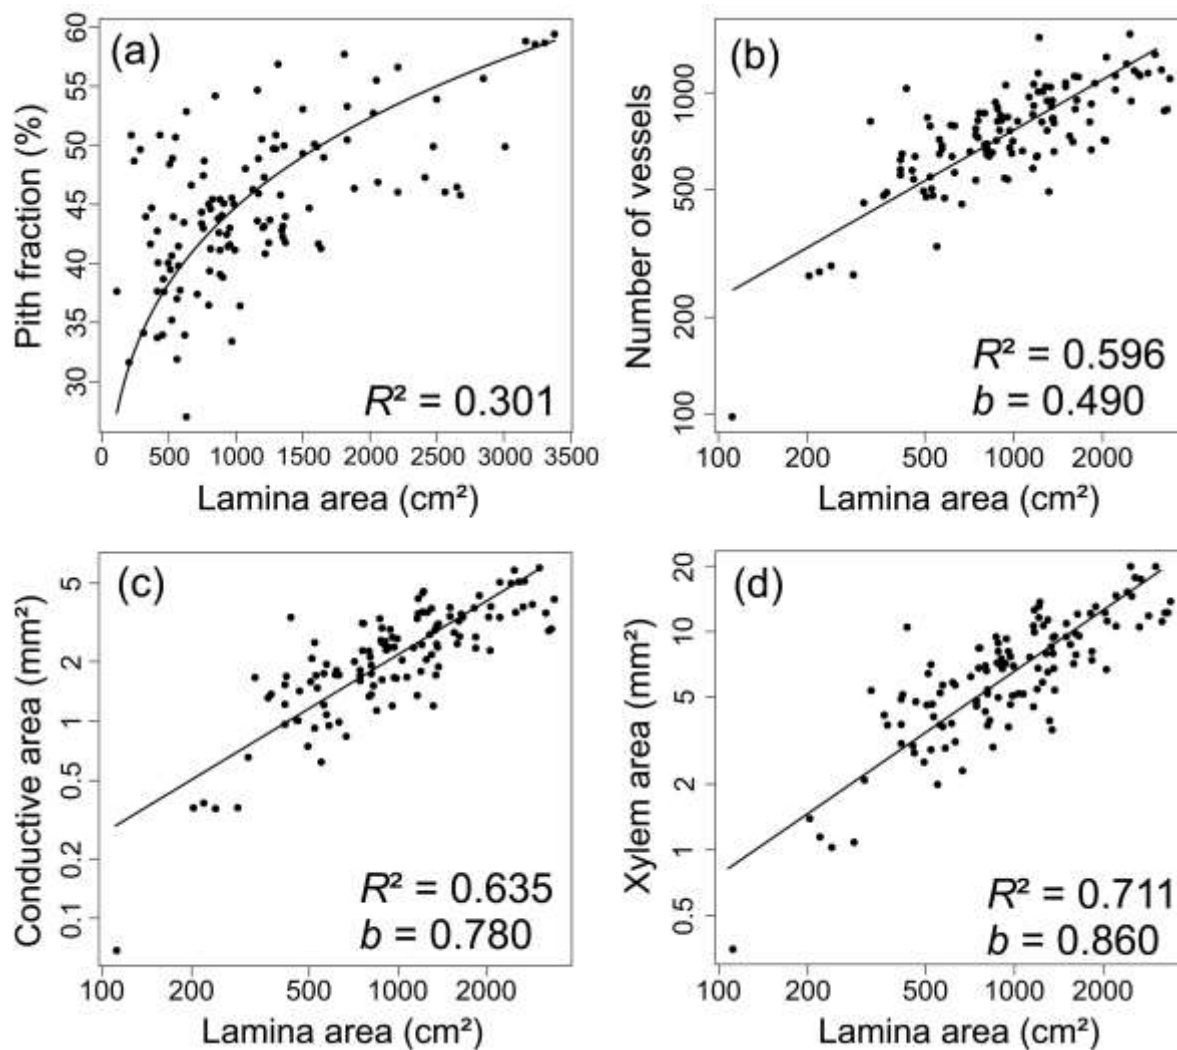 (a)
Pith fraction (%)
60
55
50
45
40
35
30
R² = 0.301
0 500 1000 1500 2000 2500 3000 3500
Lamina area (cm²)
(b)
Number of vessels
1000
500
200
100
R² = 0.596
b = 0.490
100 200 500 1000 2000
Lamina area (cm²)
(c)
Conductive area (mm²)
5
2
1
0.5
0.2
0.1
R² = 0.635
b = 0.780
100 200 500 1000 2000
Lamina area (cm²)
(d)
Xylem area (mm²)
20
10
5
2
1
0.5
R² = 0.711
b = 0.860
100 200 500 1000 2000
Lamina area (cm²)